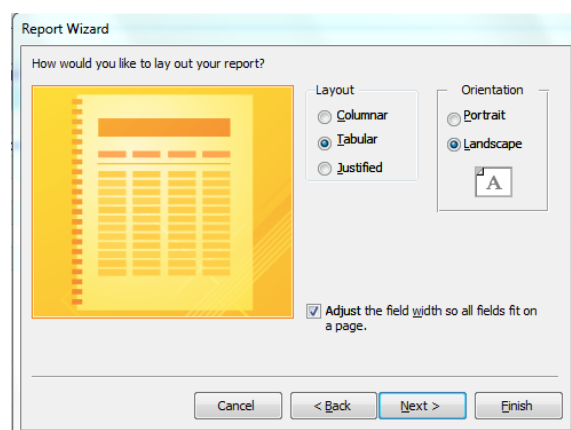 Report Wizard
How would you like to lay out your report?
Layout
Columnar
Tabular
Justified
Orientation
Portrait
Landscape
A
Adjust the field width so all fields fit on
a page.
Cancel
< Back
Next >
Finish